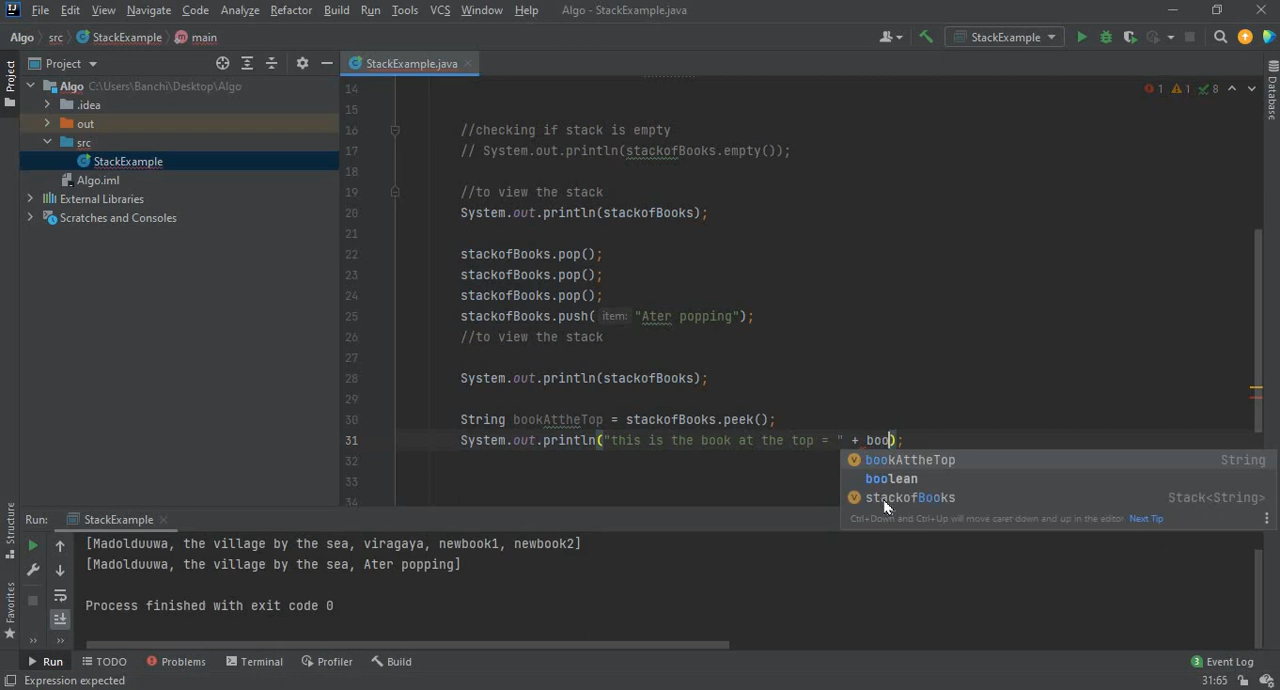 File Edit View Navigate Code Analyze Refactor Build Run Tools VCS Window Help Algo - StackExample.java
Algo src StackExample main StackExample
Project StackExample.java
Project
Algo C:\Users\Banchi\Desktop\Algo
.idea
out
src
StackExample
Algo.iml
External Libraries
Scratches and Consoles
1 1 8
Database
14
15
16 //checking if stack is empty
17 // System.out.println(stackofBooks.empty());
18
19 //to view the stack
20 System.out.println(stackofBooks);
21
22 stackofBooks.pop();
23 stackofBooks.pop();
24 stackofBooks.pop();
25 stackofBooks.push( item: "Ater popping");
26 //to view the stack
27
28 System.out.println(stackofBooks);
29
30 String bookAttheTop = stackofBooks.peek();
31 System.out.println("this is the book at the top = " + boo);
32
33
34
bookAttheTop String
boolean
stackofBooks Stack<String>
Ctrl+Down and Ctrl+Up will move caret down and up in the editor Next Tip
Structure
Favorites
Run: StackExample
[Madolduuwa, the village by the sea, viragaya, newbook1, newbook2]
[Madolduuwa, the village by the sea, Ater popping]
Process finished with exit code 0
Run TODO Problems Terminal Profiler Build 3 Event Log
Expression expected 31:65